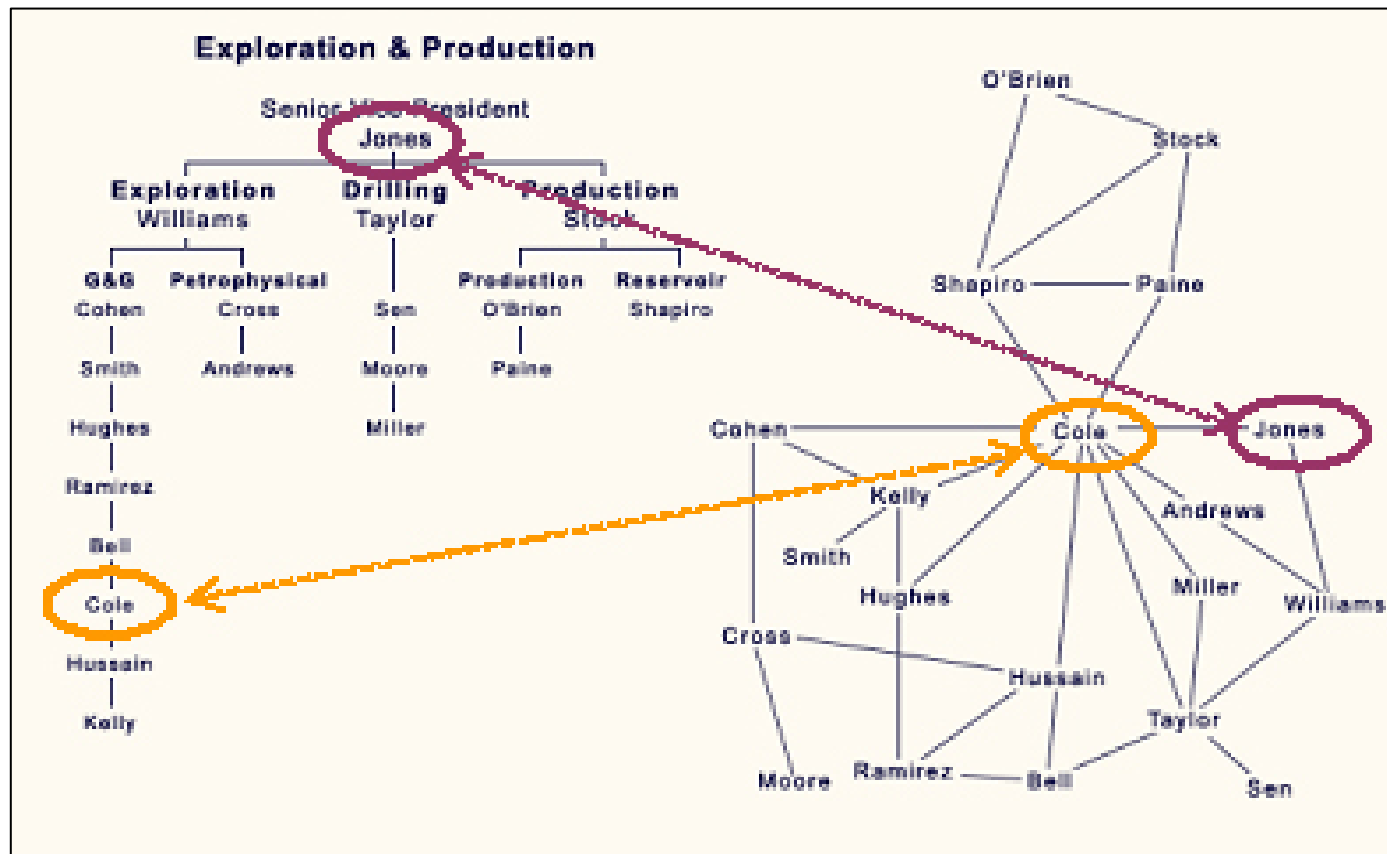 Exploration & Production
Senior Vice President
Jones
Exploration Drilling Production
Williams Taylor Stock
G&G Petrophysical Production Reservoir
Cohen Cross Sen O'Brien Shapiro
Smith Andrews Moore Paine
Hughes Miller
Ramirez
Bell
Cole
Hussain
Kelly
O'Brien
Stock
Shapiro Paine
Cohen Cole Jones
Kelly Andrews
Smith
Hughes Miller Williams
Cross
Hussain
Taylor
Moore Ramirez Bell Sen